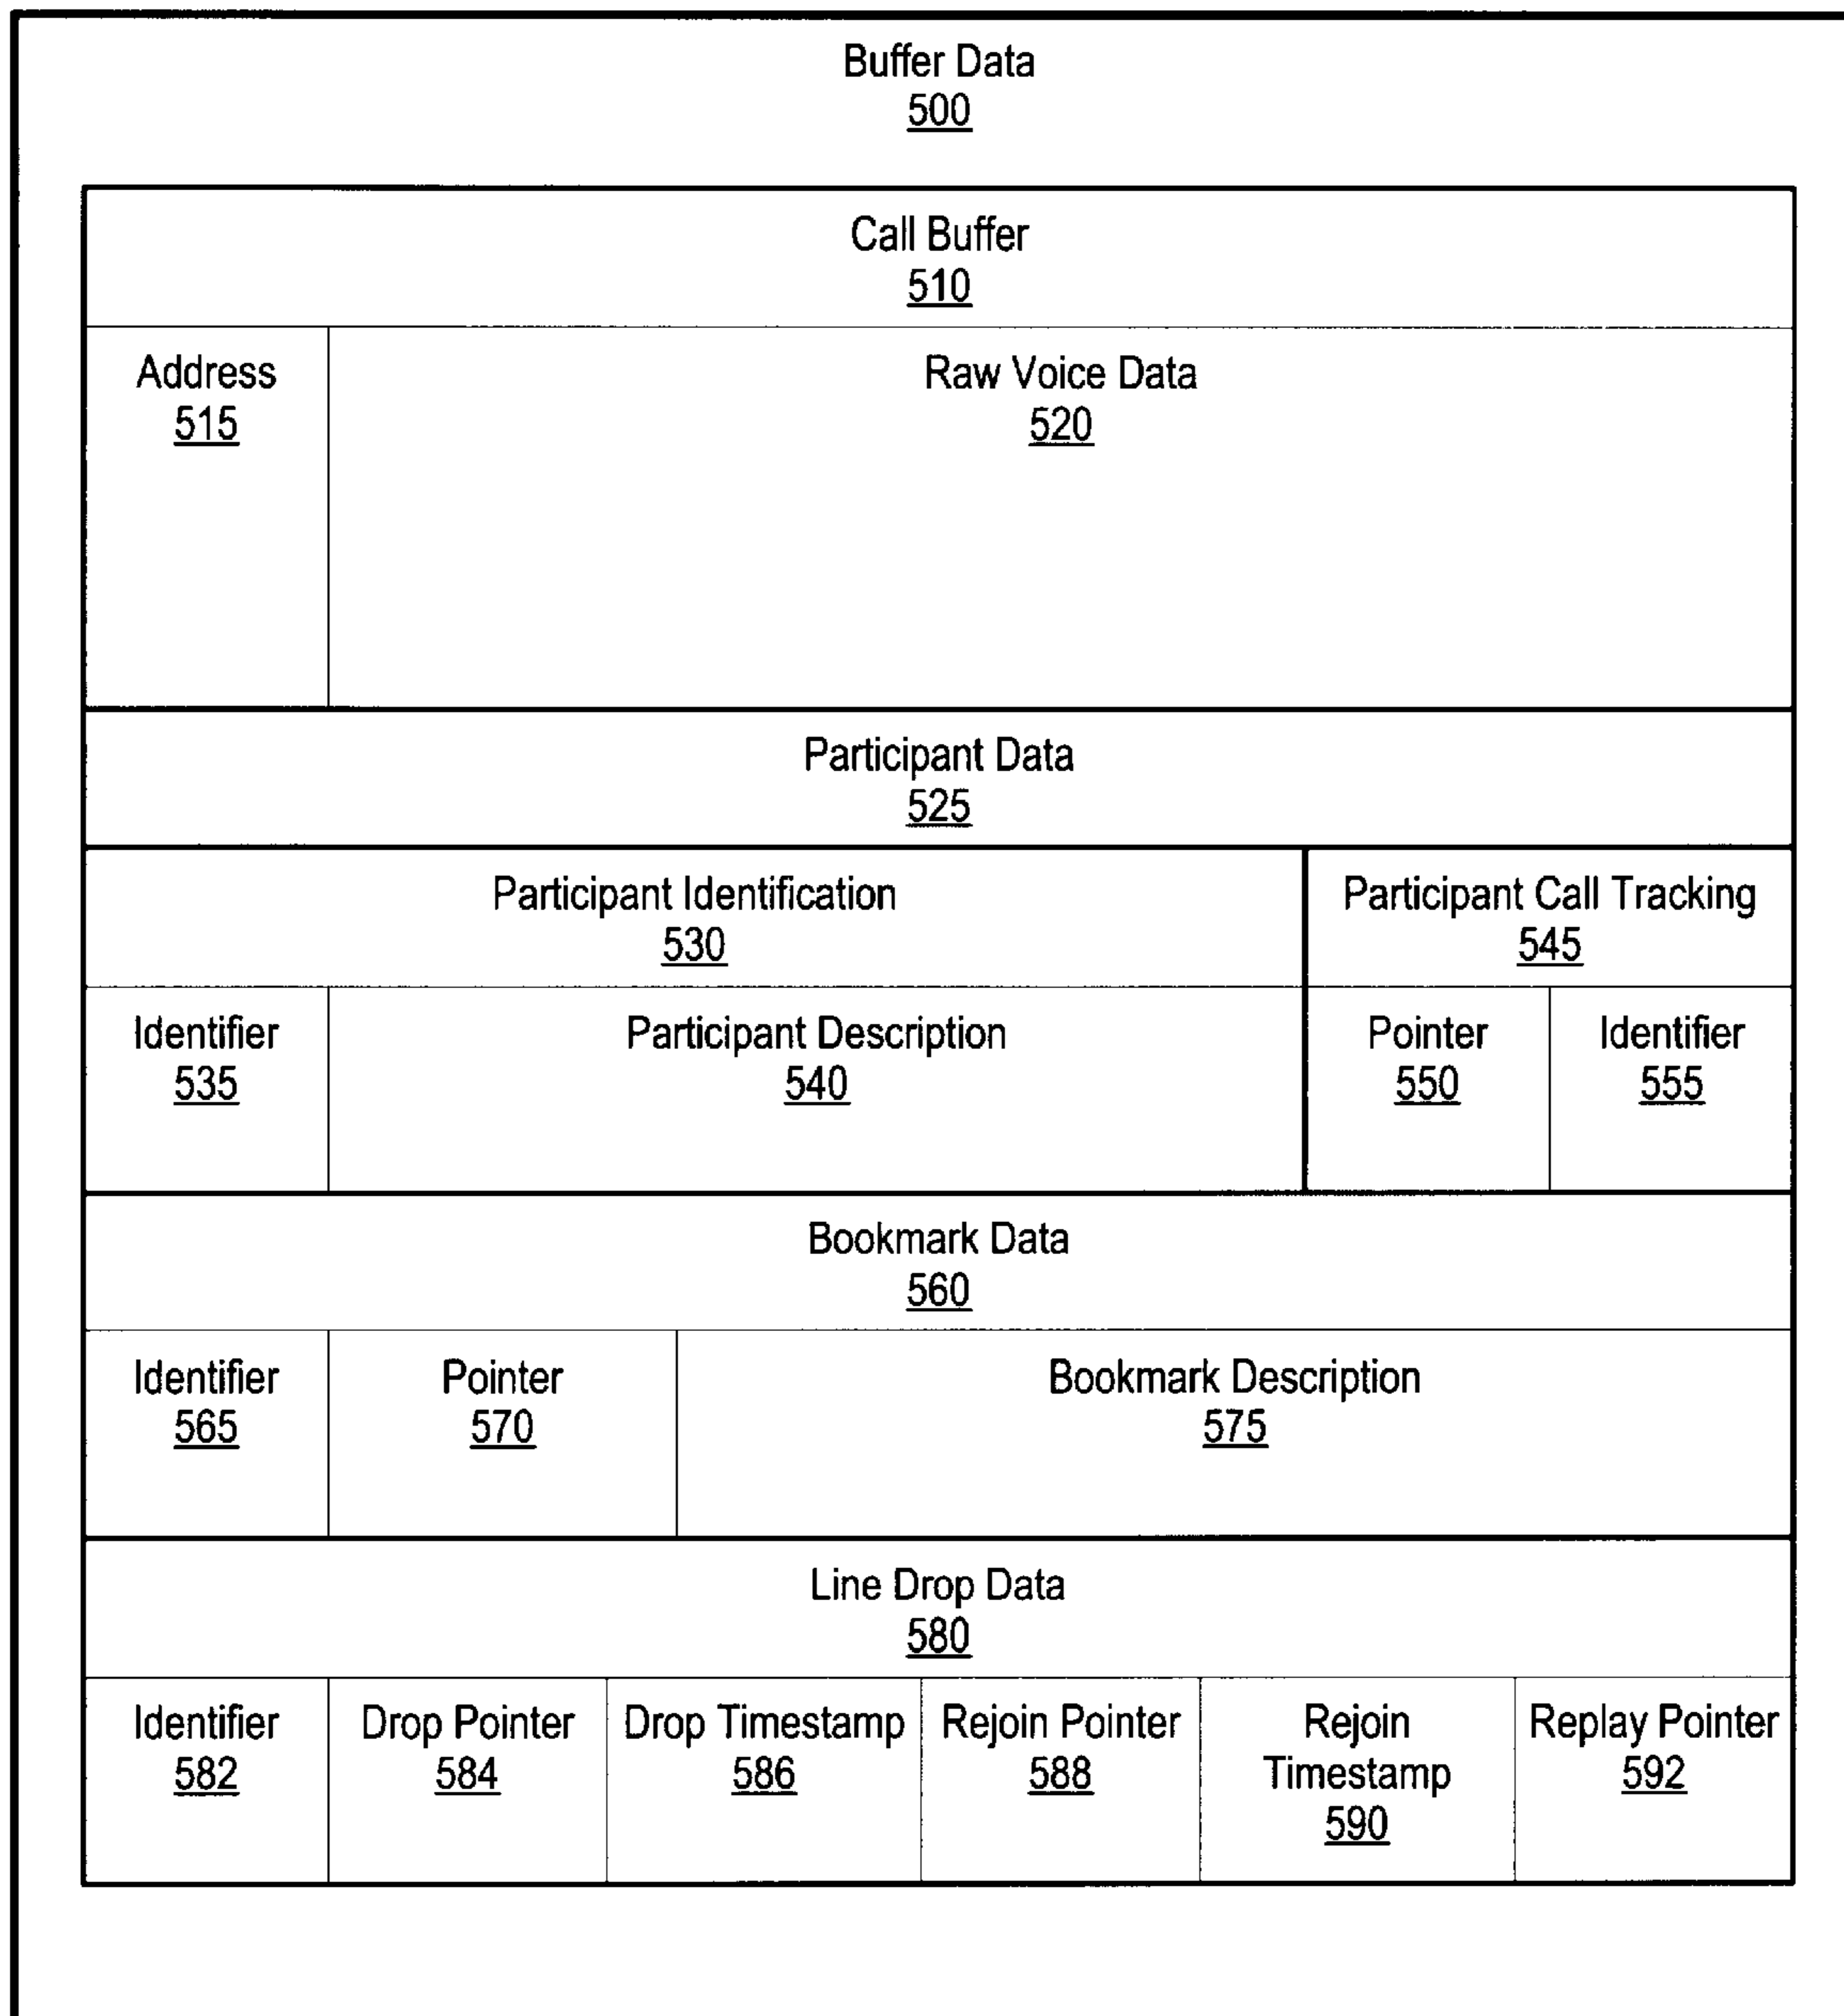 Buffer Data
500
Call Buffer
510
Address
515
Raw Voice Data
520
Participant Data
525
Participant Identification
530
Participant Call Tracking
545
Identifier
535
Participant Description
540
Pointer
550
Identifier
555
Bookmark Data
560
Identifier
565
Pointer
570
Bookmark Description
575
Line Drop Data
580
Identifier
582
Drop Pointer
584
Drop Timestamp
586
Rejoin Pointer
588
Rejoin
Timestamp
590
Replay Pointer
592